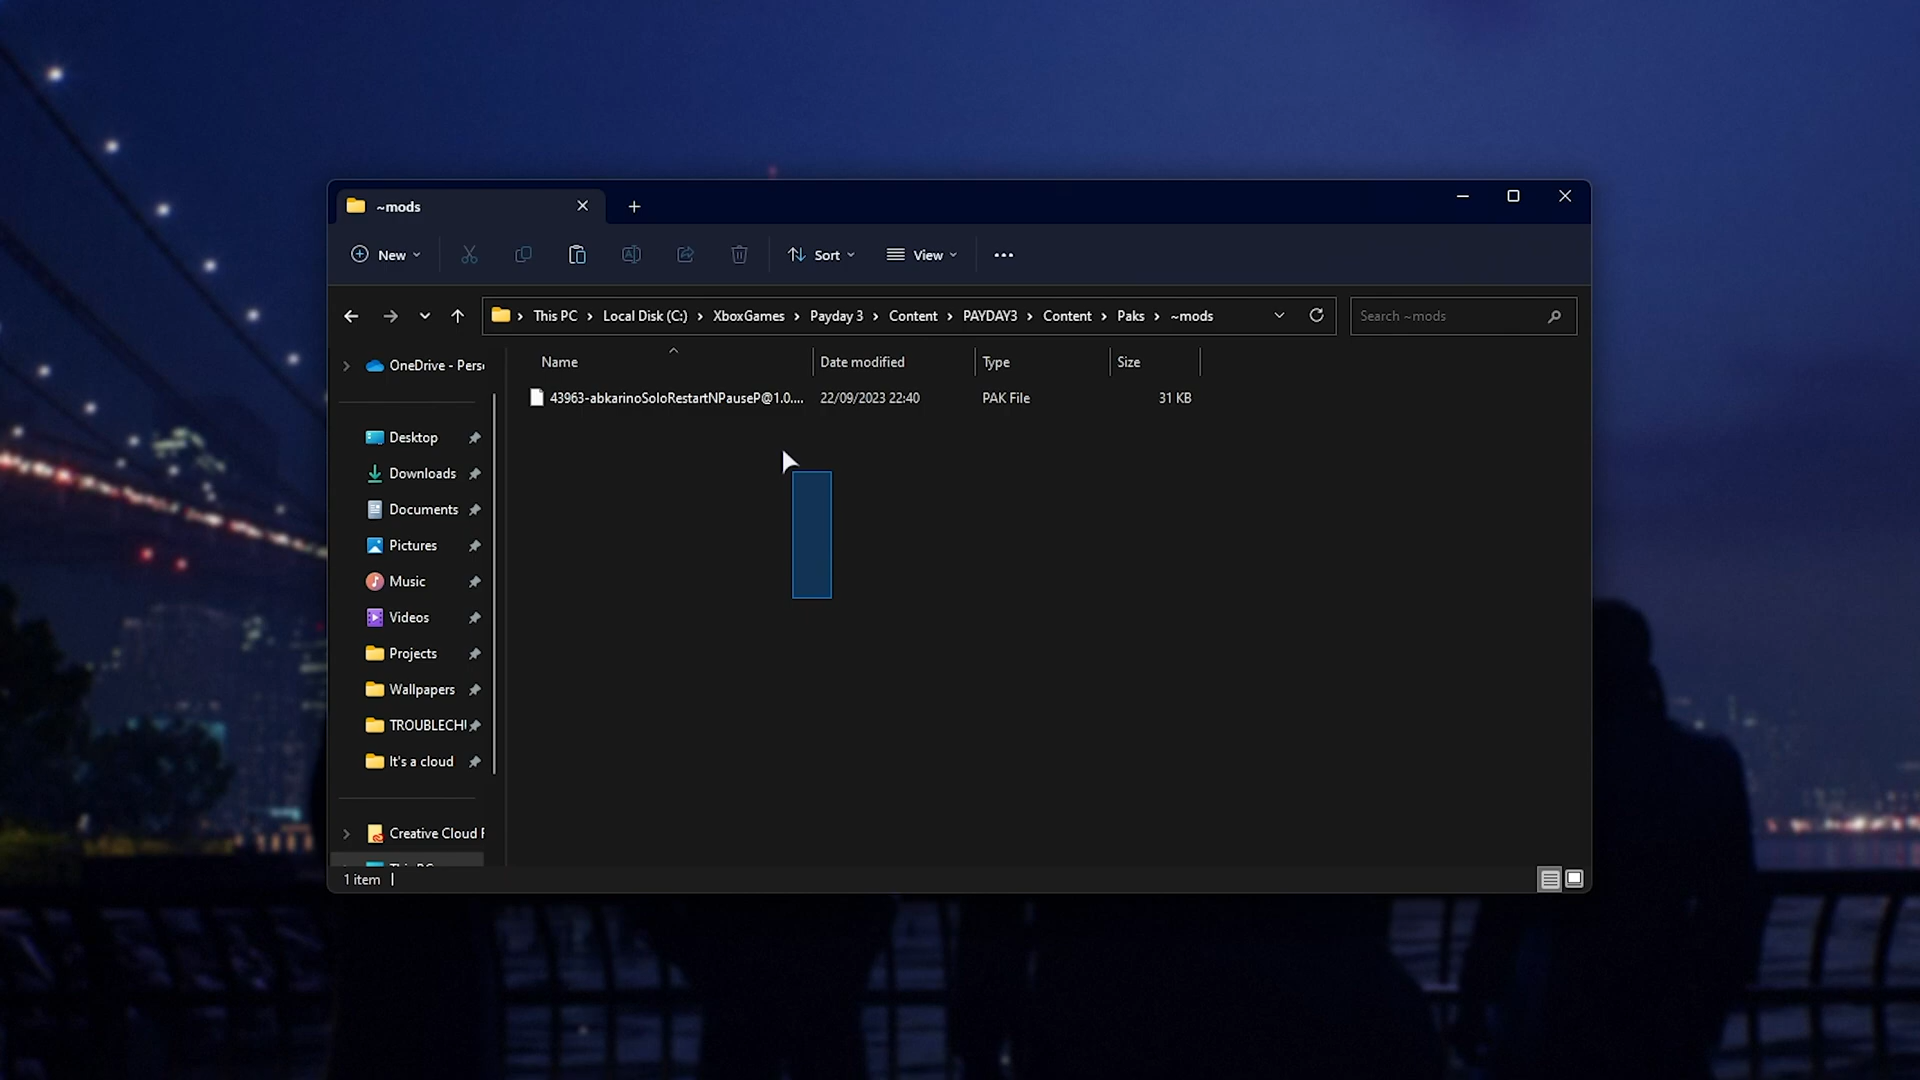 ~mods
New
Sort
View
This PC > Local Disk (C:) > XboxGames > Payday 3 > Content > PAYDAY3 > Content > Paks > ~mods
Search ~mods
Name
Date modified
Type
Size
43963-abkarinoSoloRestartNPauseP@1.0....
22/09/2023 22:40
PAK File
31 KB
OneDrive - Pers
Desktop
Downloads
Documents
Pictures
Music
Videos
Projects
Wallpapers
TROUBLECH
It's a cloud
Creative Cloud F
This PC
1 item